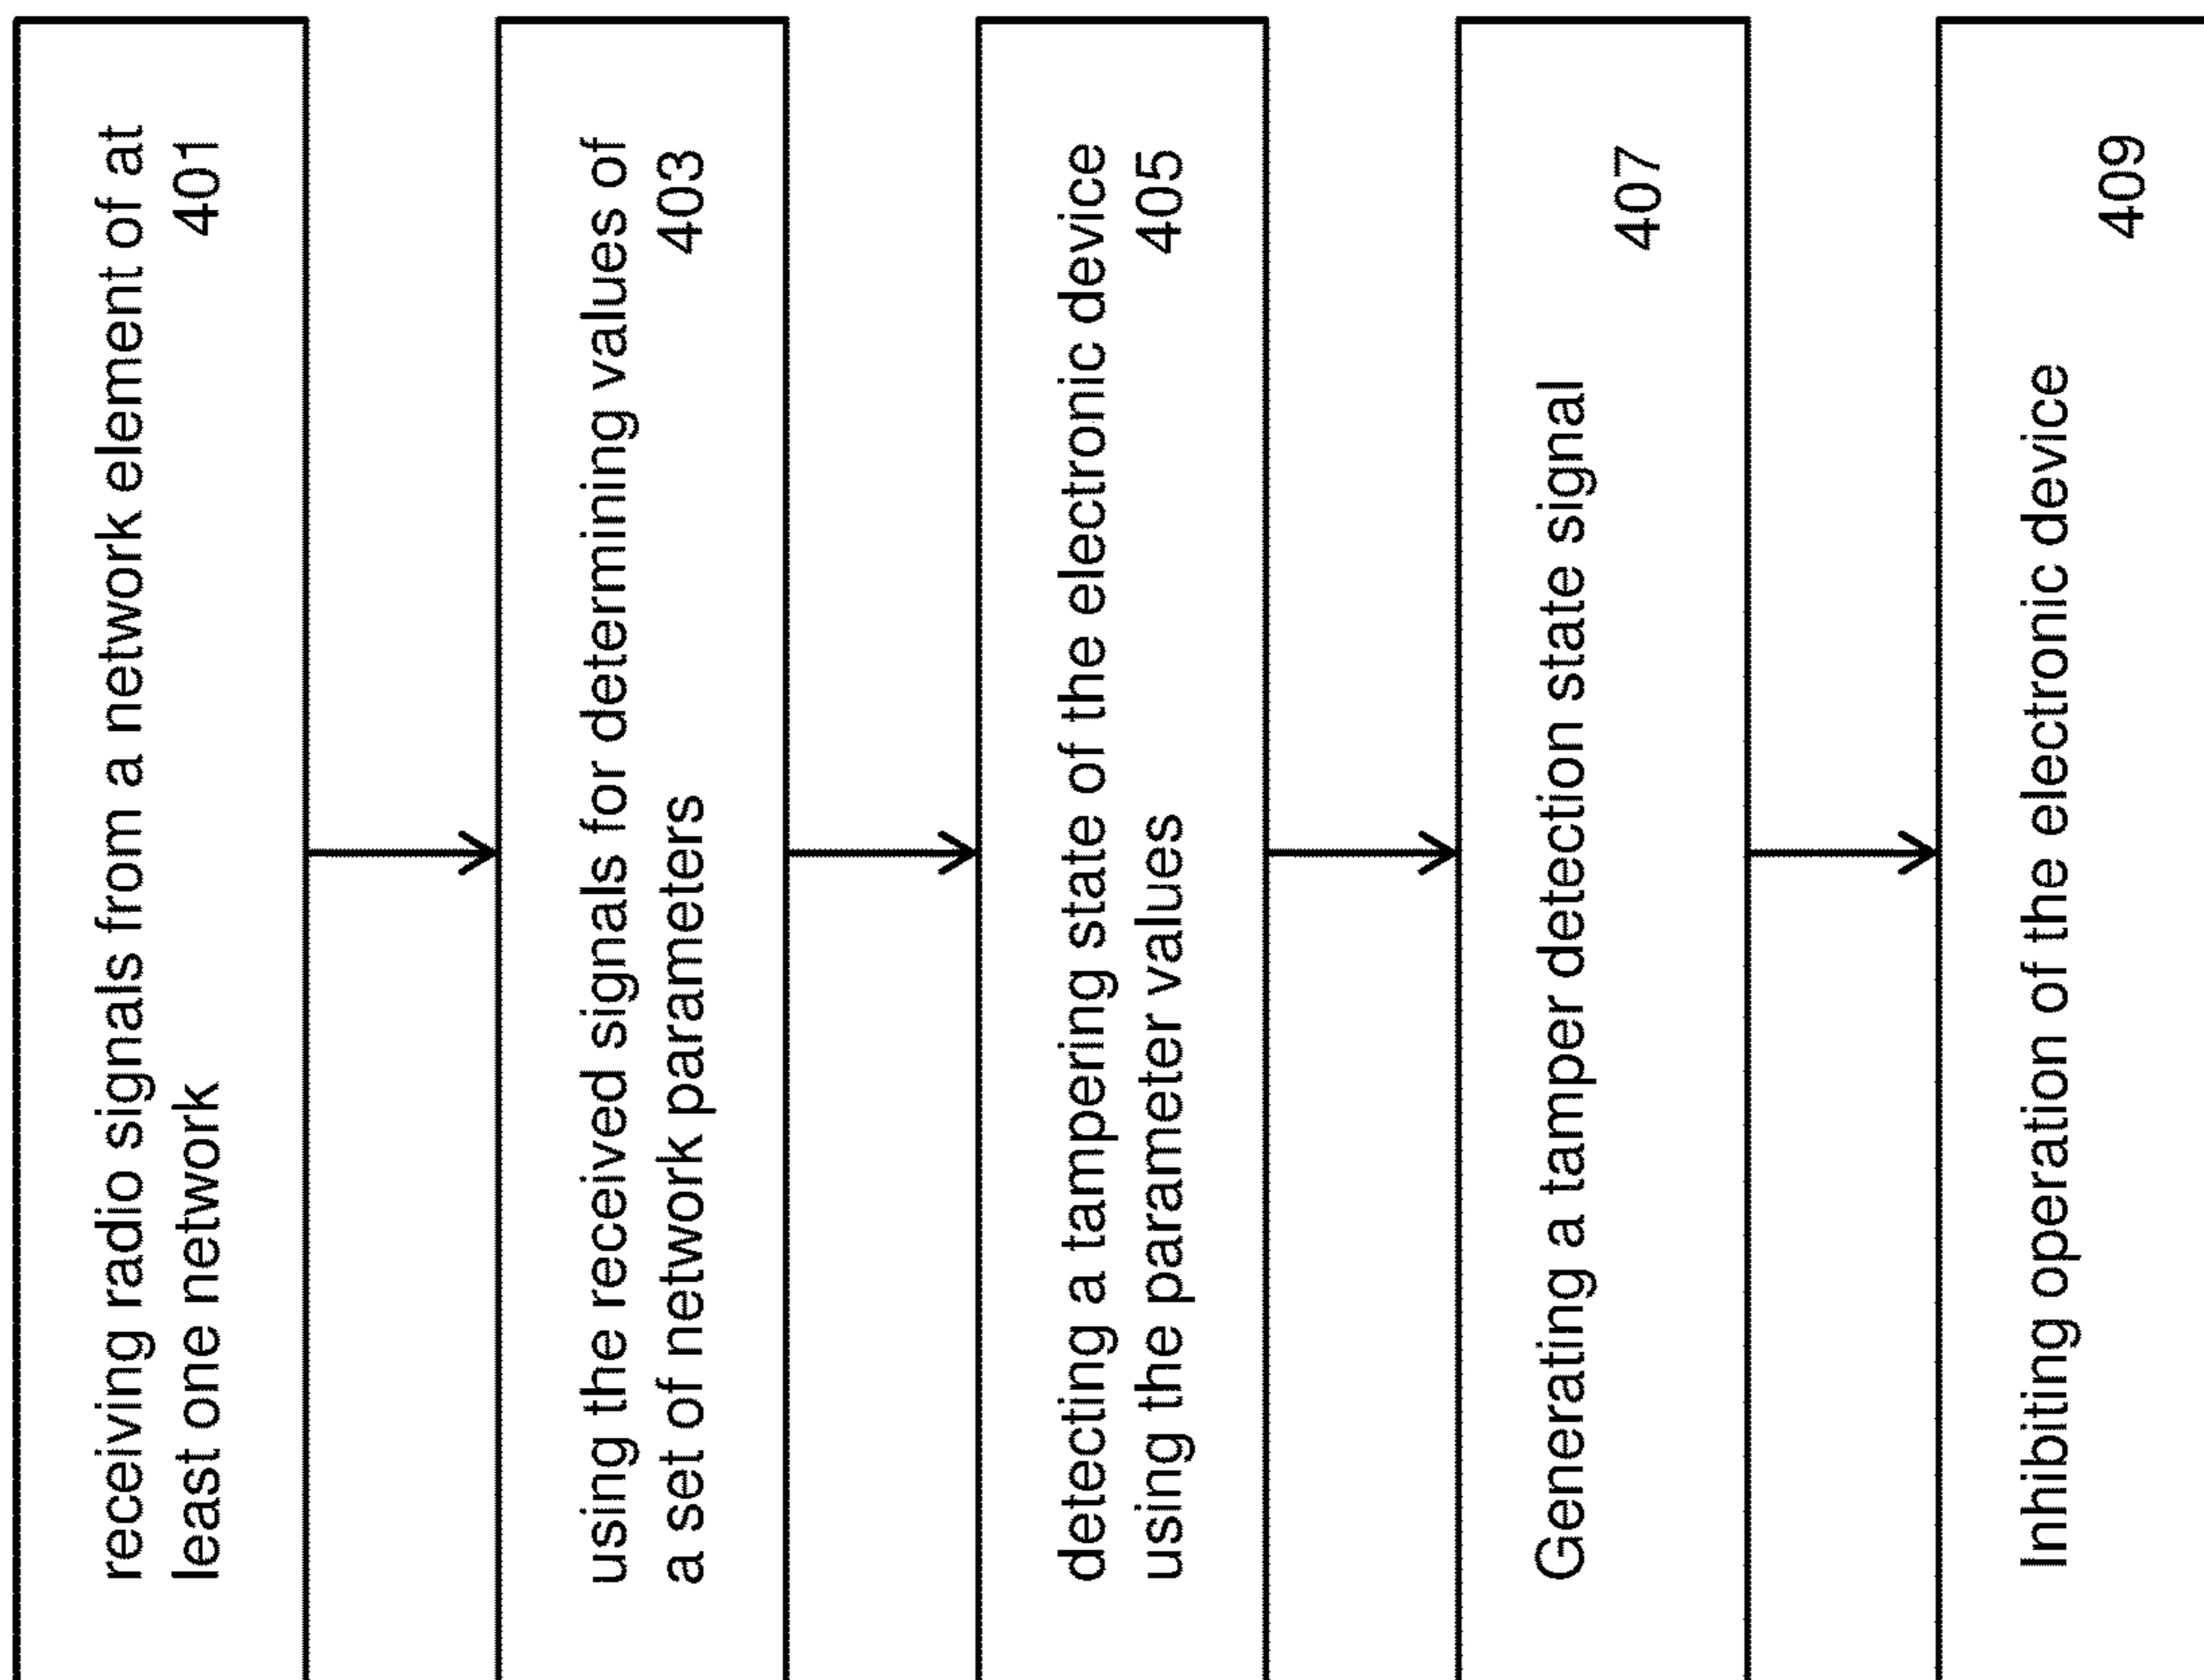 receiving radio signals from a network element of at
least one network 401
using the received signals for determining values of
a set of network parameters 403
detecting a tampering state of the electronic device
using the parameter values 405
Generating a tamper detection state signal
407
Inhibiting operation of the electronic device
409